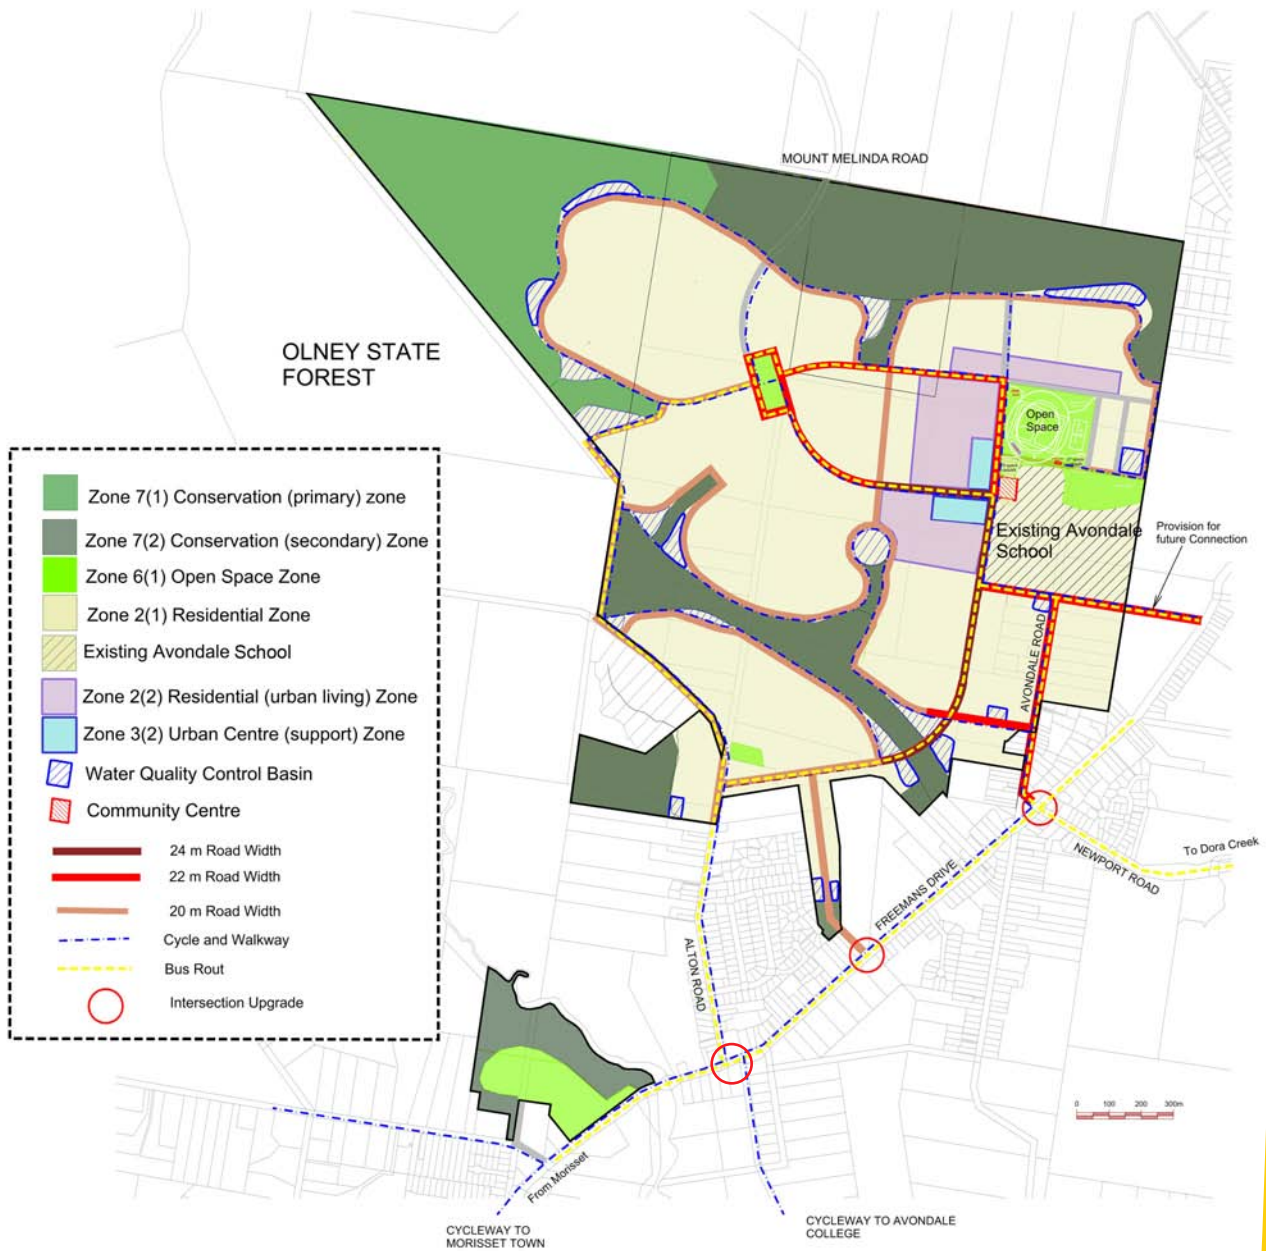 MOUNT MELINDA ROAD
OLNEY STATE
FOREST
Open
Space
Existing Avondale
School
Provision for
future Connection
AVONDALE ROAD
Zone 7(1) Conservation (primary) zone
Zone 7(2) Conservation (secondary) Zone
Zone 6(1) Open Space Zone
Zone 2(1) Residential Zone
Existing Avondale School
Zone 2(2) Residential (urban living) Zone
Zone 3(2) Urban Centre (support) Zone
Water Quality Control Basin
Community Centre
24 m Road Width
22 m Road Width
20 m Road Width
Cycle and Walkway
Bus Rout
Intersection Upgrade
To Dora Creek
NEWPORT ROAD
FREEMANS DRIVE
ALTON ROAD
0 100 200 300m
From Morisset
CYCLEWAY TO
MORISSET TOWN
CYCLEWAY TO AVONDALE
COLLEGE